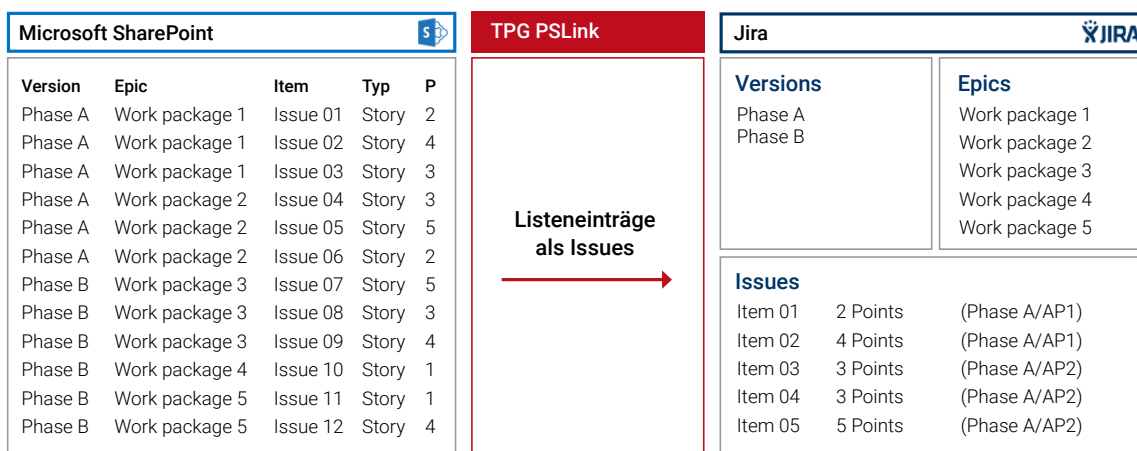 Microsoft SharePoint
S
Version Epic Item Typ P
Phase A Work package 1 Issue 01 Story 2
Phase A Work package 1 Issue 02 Story 4
Phase A Work package 1 Issue 03 Story 3
Phase A Work package 2 Issue 04 Story 3
Phase A Work package 2 Issue 05 Story 5
Phase A Work package 2 Issue 06 Story 2
Phase B Work package 3 Issue 07 Story 5
Phase B Work package 3 Issue 08 Story 3
Phase B Work package 3 Issue 09 Story 4
Phase B Work package 4 Issue 10 Story 1
Phase B Work package 5 Issue 11 Story 1
Phase B Work package 5 Issue 12 Story 4
TPG PSLink
Listeneinträge
als Issues
Jira
JIRA
Versions
Phase A
Phase B
Epics
Work package 1
Work package 2
Work package 3
Work package 4
Work package 5
Issues
Item 01 2 Points (Phase A/AP1)
Item 02 4 Points (Phase A/AP1)
Item 03 3 Points (Phase A/AP2)
Item 04 3 Points (Phase A/AP2)
Item 05 5 Points (Phase A/AP2)